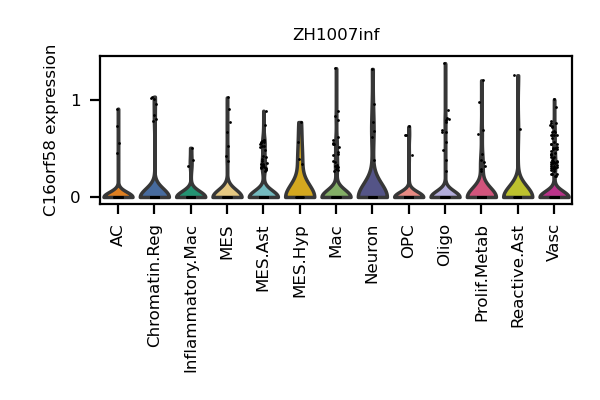 ZH1007inf
C16orf58 expression
1
0
AC
Chromatin.Reg
Inflammatory.Mac
MES
MES.Ast
MES.Hyp
Mac
Neuron
OPC
Oligo
Prolif.Metab
Reactive.Ast
Vasc